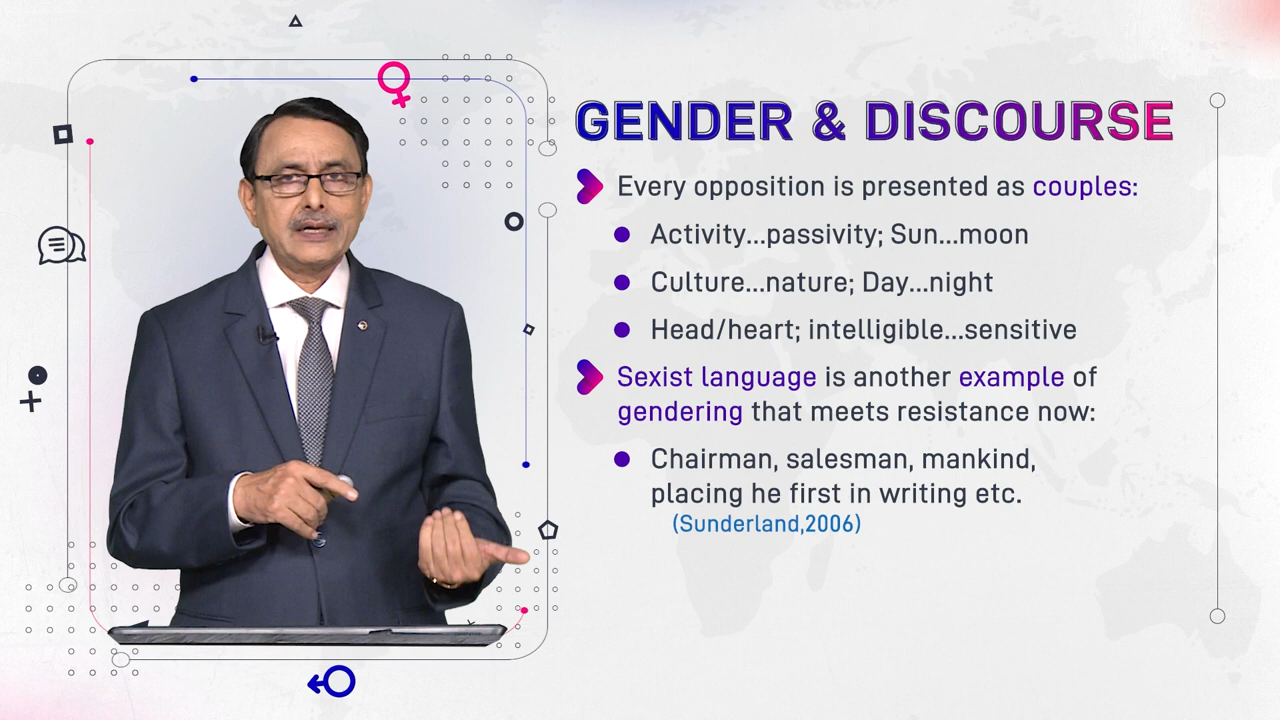 GENDER & DISCOURSE
Every opposition is presented as couples:
Activity...passivity; Sun...moon
Culture...nature; Day...night
Head/heart; intelligible...sensitive
Sexist language is another example of
gendering that meets resistance now:
Chairman, salesman, mankind,
placing he first in writing etc.
(Sunderland,2006)